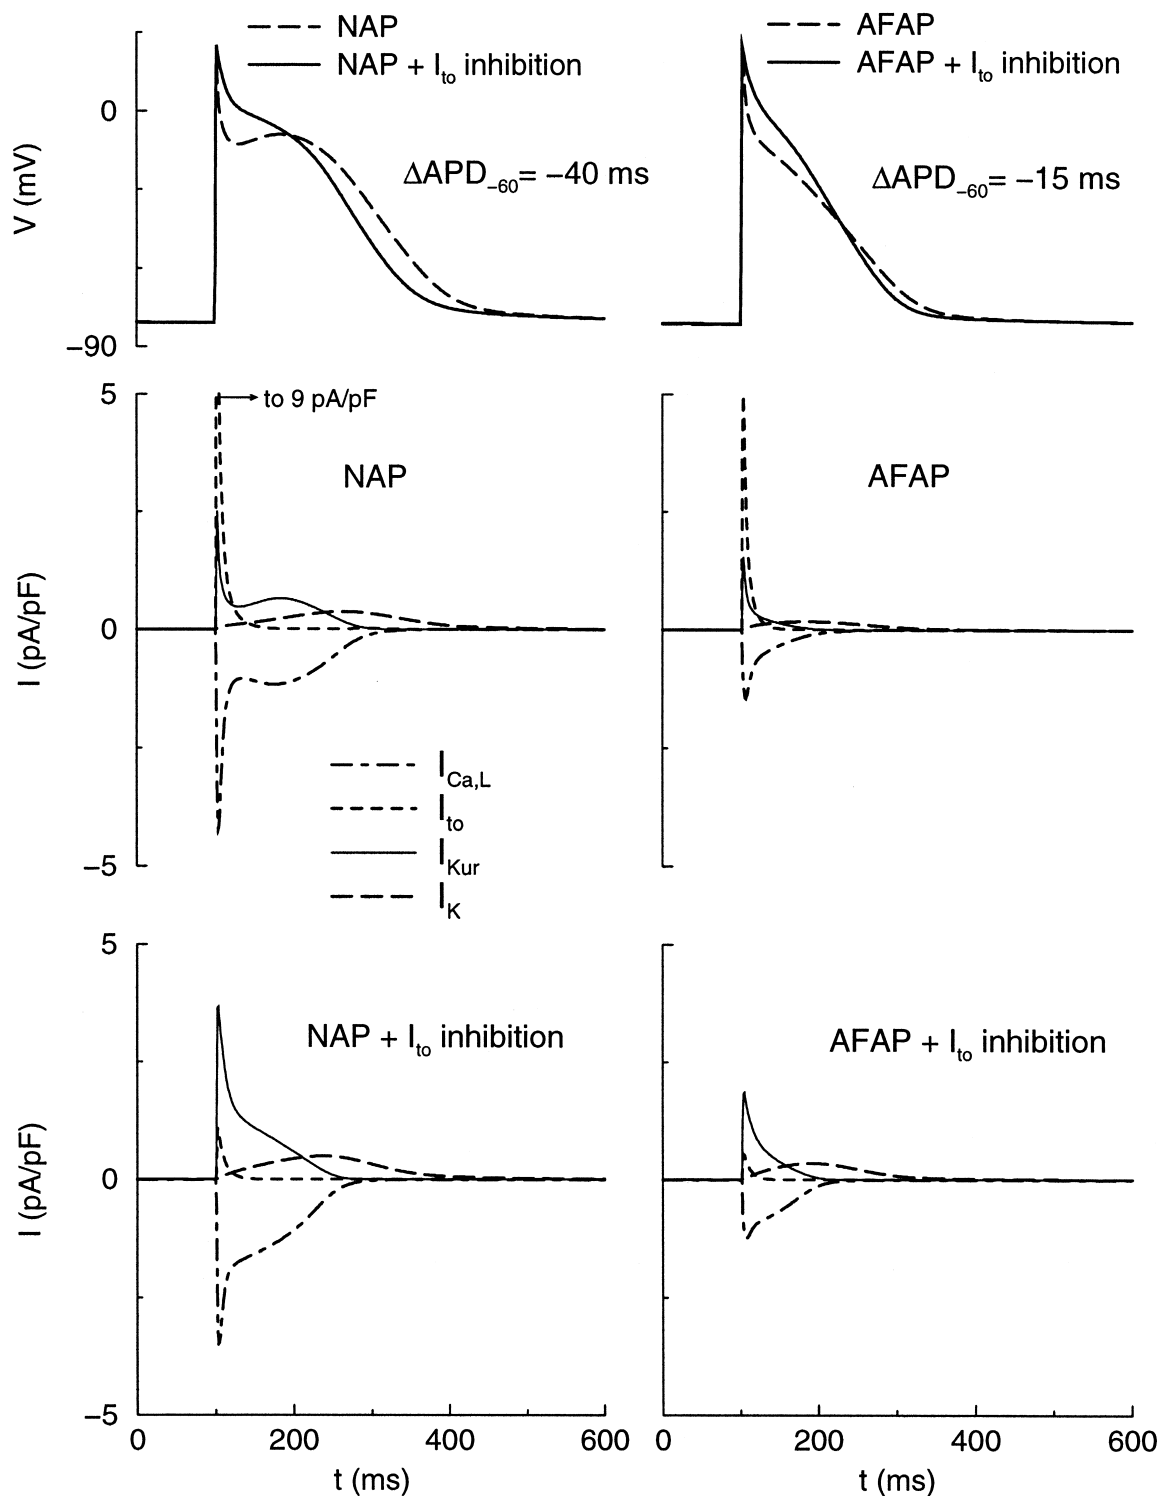 NAP
NAP + Ito inhibition
AFAP
AFAP + Ito inhibition
V (mV)
0
−90
ΔAPD−60= −40 ms
ΔAPD−60= −15 ms
I (pA/pF)
5
0
−5
to 9 pA/pF
NAP
AFAP
ICa,L
Ito
IKur
IK
I (pA/pF)
5
0
−5
NAP + Ito inhibition
AFAP + Ito inhibition
0 200 400 600
0 200 400 600
t (ms)
t (ms)